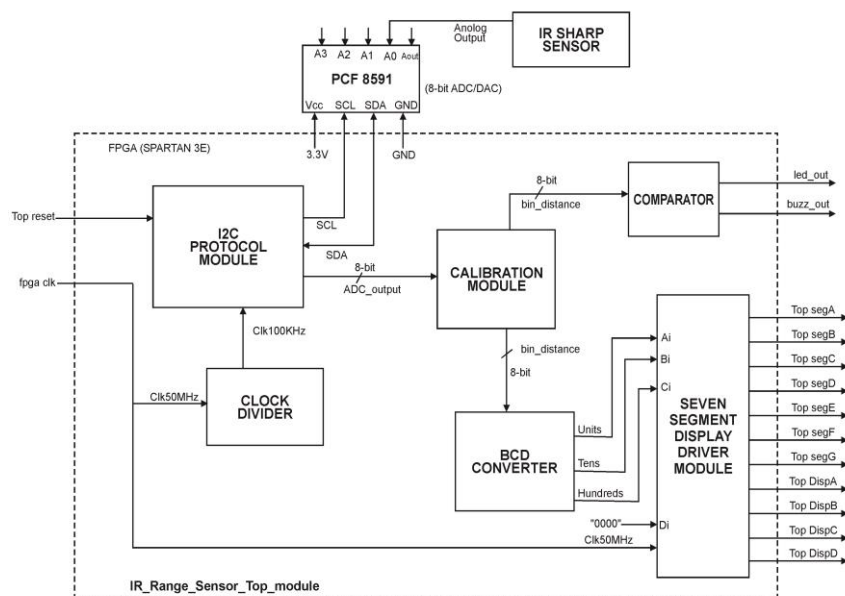 Anolog
Output
IR SHARP
SENSOR
A3
A2
A1
A0
Aout
PCF 8591
(8-bit ADC/DAC)
Vcc
SCL
SDA
GND
FPGA (SPARTAN 3E)
3.3V
GND
Top reset
I2C
PROTOCOL
MODULE
SCL
SDA
8-bit
ADC_output
8-bit
bin_distance
COMPARATOR
led_out
buzz_out
fpga clk
CALIBRATION
MODULE
Clk100KHz
bin_distance
8-bit
Clk50MHz
CLOCK
DIVIDER
BCD
CONVERTER
Units
Tens
Hundreds
Ai
Bi
Ci
Di
"0000"
Clk50MHz
SEVEN
SEGMENT
DISPLAY
DRIVER
MODULE
Top segA
Top segB
Top segC
Top segD
Top segE
Top segF
Top segG
Top DispA
Top DispB
Top DispC
Top DispD
IR_Range_Sensor_Top_module